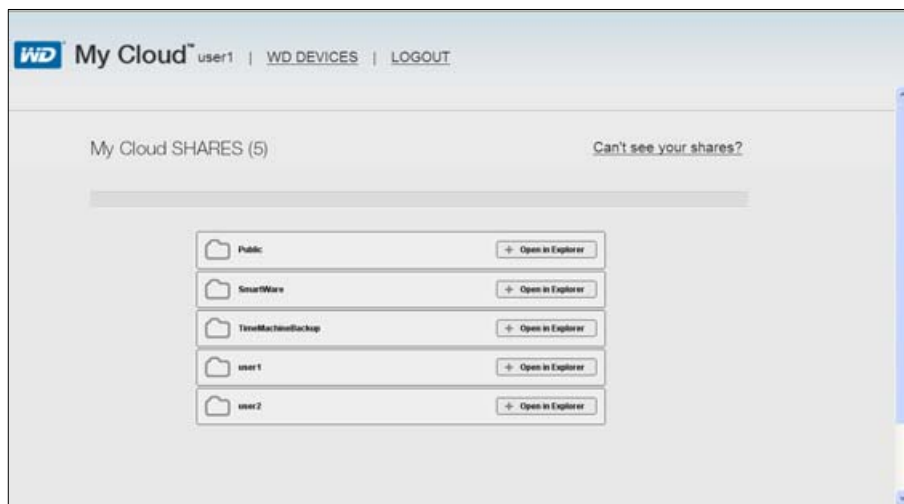 WD My Cloud™ user1 | WD DEVICES | LOGOUT
My Cloud SHARES (5) Can't see your shares?
Public + Open in Explorer
SmartWare + Open in Explorer
TimeMachineBackup + Open in Explorer
user1 + Open in Explorer
user2 + Open in Explorer